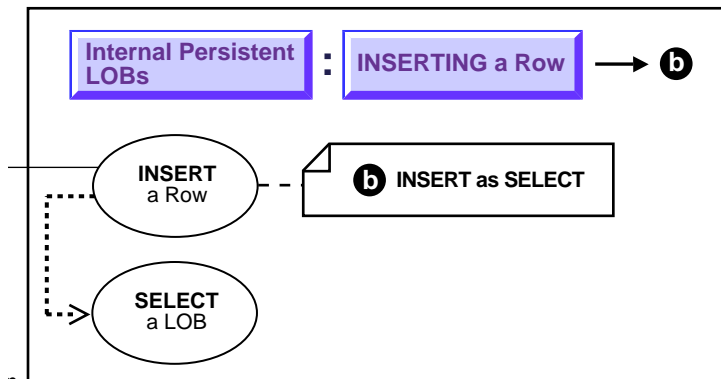 Internal Persistent
LOBs
: INSERTING a Row b
INSERT
a Row
b INSERT as SELECT
SELECT
a LOB